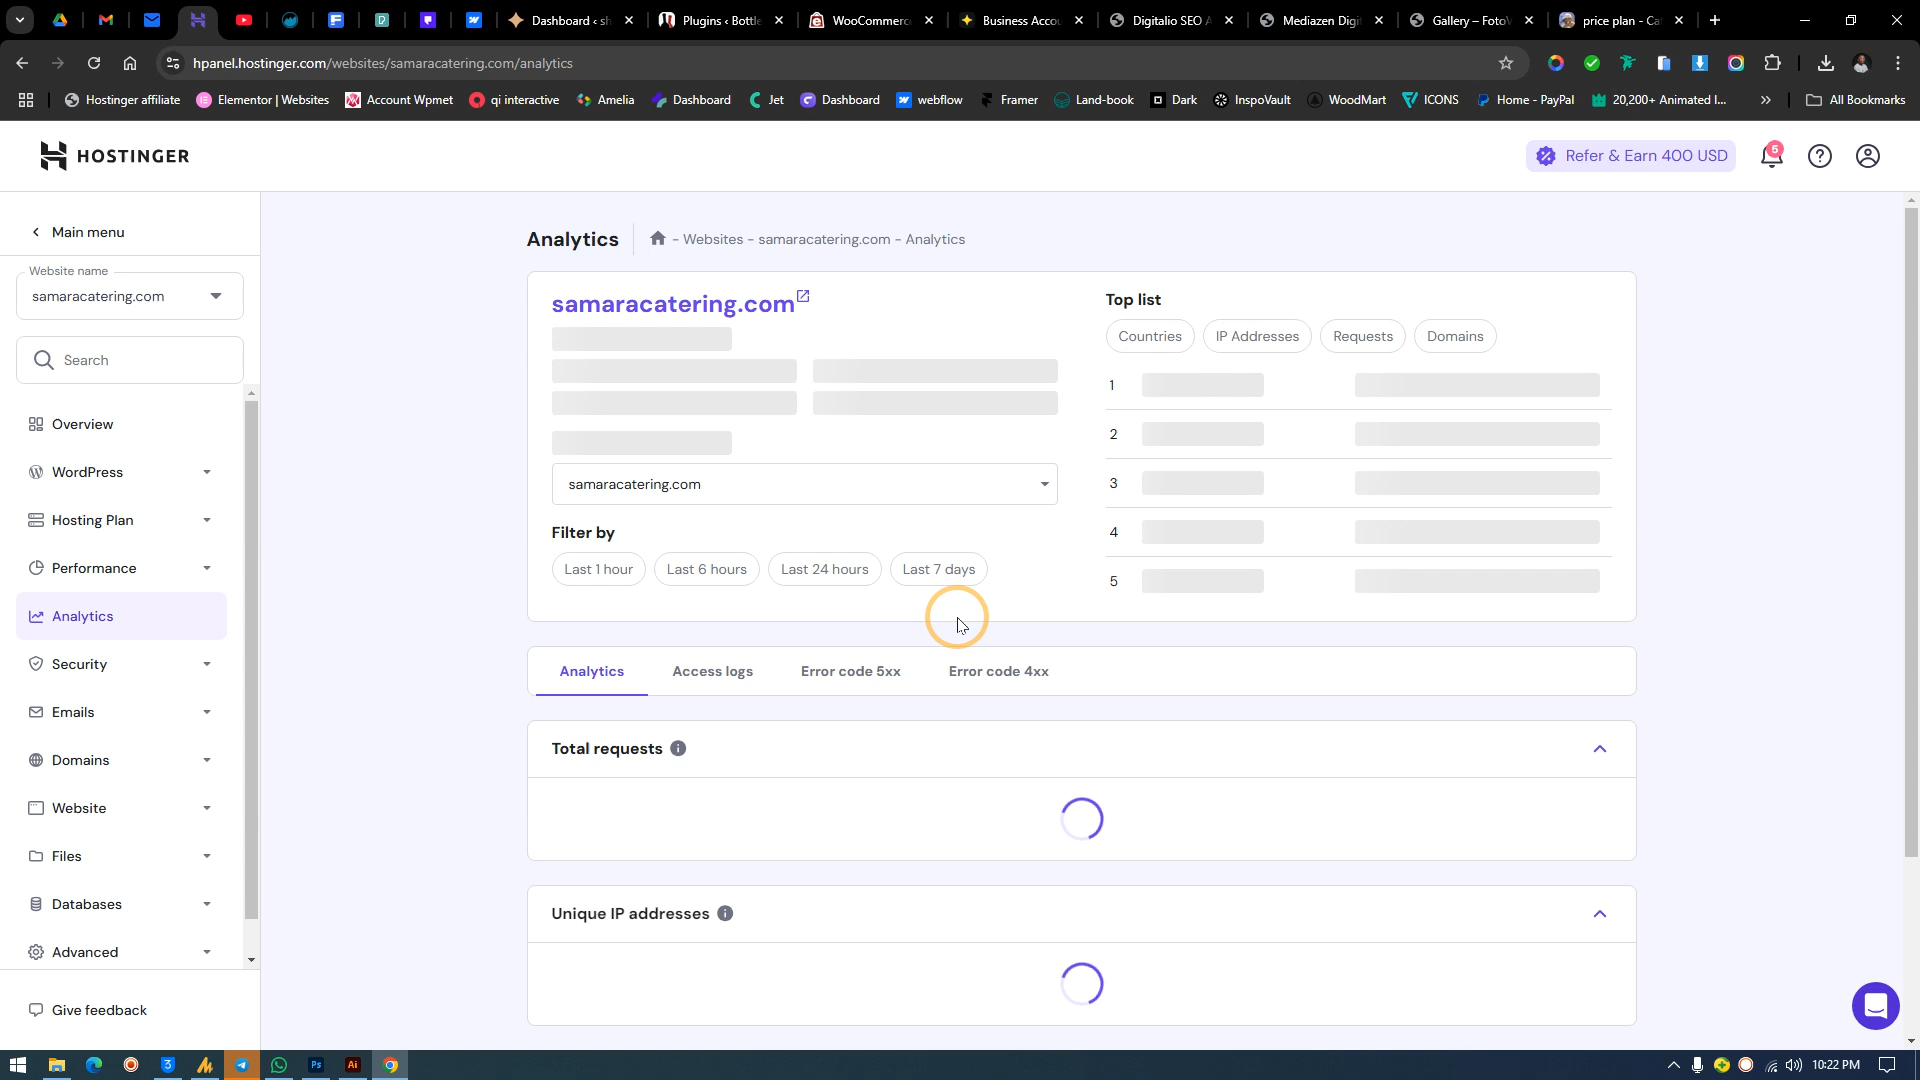 Dashboard ‹ sh
Plugins ‹ Bottle
WooCommerc
Business Accou
Digitalio SEO A
Mediazen Digit
Gallery – FotoV
price plan - Ca
hpanel.hostinger.com/websites/samaracatering.com/analytics
Hostinger affiliate
Elementor | Websites
Account Wpmet
qi interactive
Amelia
Dashboard
Jet
Dashboard
webflow
Framer
Land-book
Dark
InspoVault
WoodMart
ICONS
Home - PayPal
20,200+ Animated I...
»
All Bookmarks
HOSTINGER
Refer & Earn 400 USD
5
Main menu
Website name
samaracatering.com
Search
Overview
WordPress
Hosting Plan
Performance
Analytics
Security
Emails
Domains
Website
Files
Databases
Advanced
Give feedback
Analytics
- Websites - samaracatering.com - Analytics
samaracatering.com
samaracatering.com
Filter by
Last 1 hour
Last 6 hours
Last 24 hours
Last 7 days
Top list
Countries
IP Addresses
Requests
Domains
1
2
3
4
5
Analytics
Access logs
Error code 5xx
Error code 4xx
Total requests
Unique IP addresses
Ps
Ai
10:22 PM